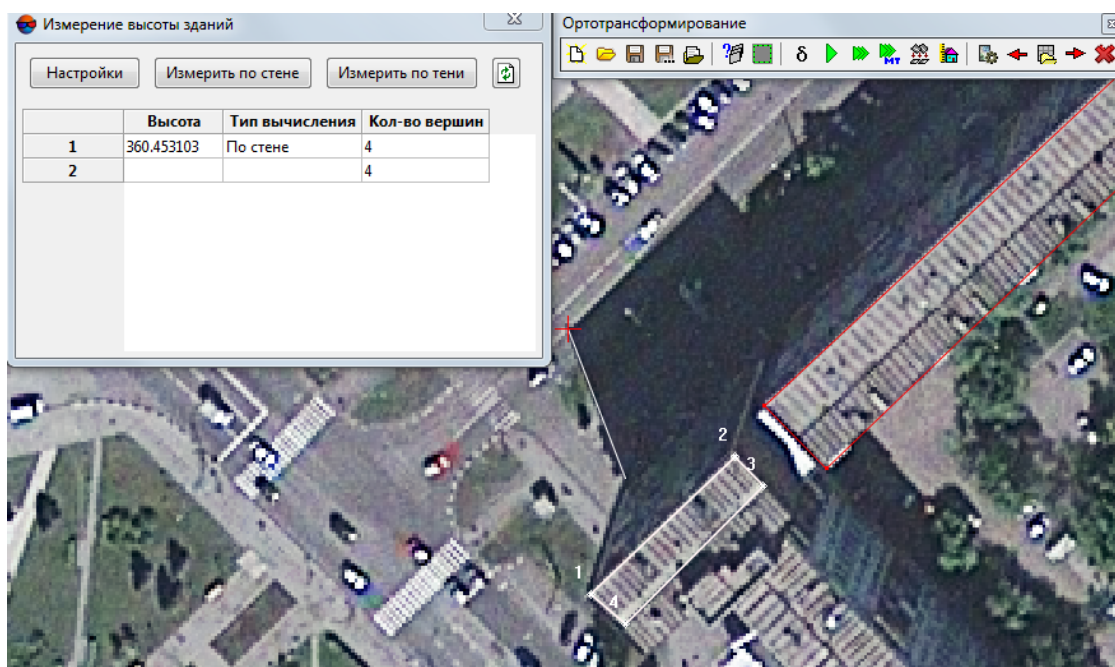 Измерение высоты зданий
Ортотрансформирование
Настройки Измерить по стене Измерить по тени
δ MT
Высота Тип вычисления Кол-во вершин
1 360.453103 По стене 4
2 4
2
3
1
4